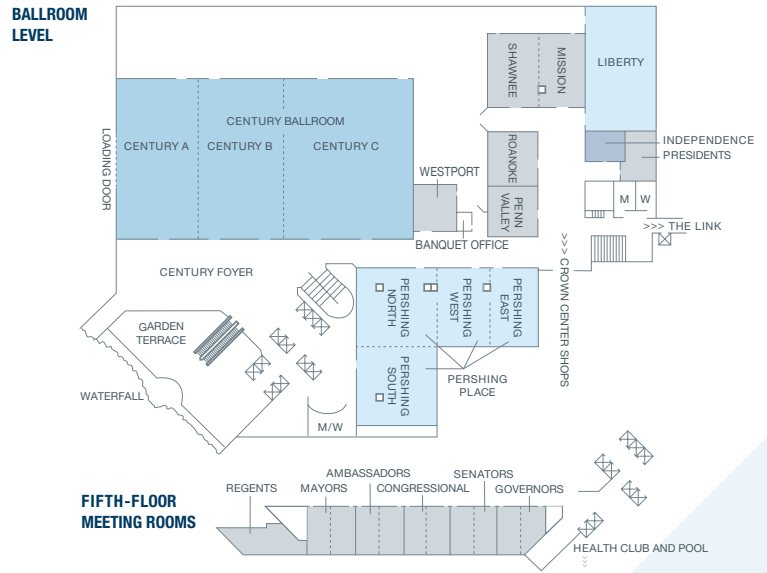 BALLROOM
LEVEL
SHAWNEE
MISSION
LIBERTY
CENTURY BALLROOM
CENTURY A
CENTURY B
CENTURY C
LOADING DOOR
ROANOKE
INDEPENDENCE
PRESIDENTS
WESTPORT
PENN
VALLEY
M
W
>>> THE LINK
BANQUET OFFICE
>>> CROWN CENTER SHOPS
CENTURY FOYER
PERSHING
NORTH
PERSHING
WEST
PERSHING
EAST
GARDEN
TERRACE
PERSHING
SOUTH
PERSHING
PLACE
WATERFALL
M/W
FIFTH-FLOOR
MEETING ROOMS
REGENTS
MAYORS
AMBASSADORS
CONGRESSIONAL
SENATORS
GOVERNORS
HEALTH CLUB AND POOL
>>>